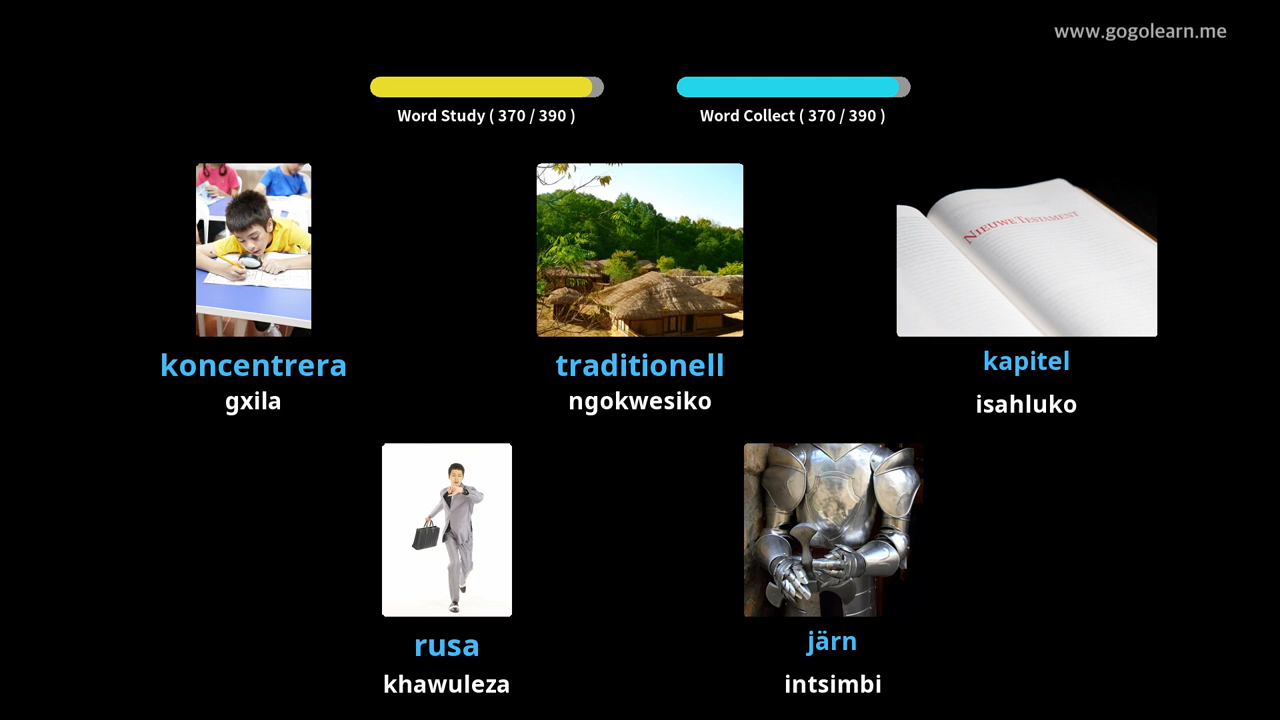 www.gogolearn.me
Word Study ( 370 / 390 )
Word Collect ( 370 / 390 )
NIEUWE TESTAMENT
koncentrera
gxila
traditionell
ngokwesiko
kapitel
isahluko
rusa
khawuleza
järn
intsimbi